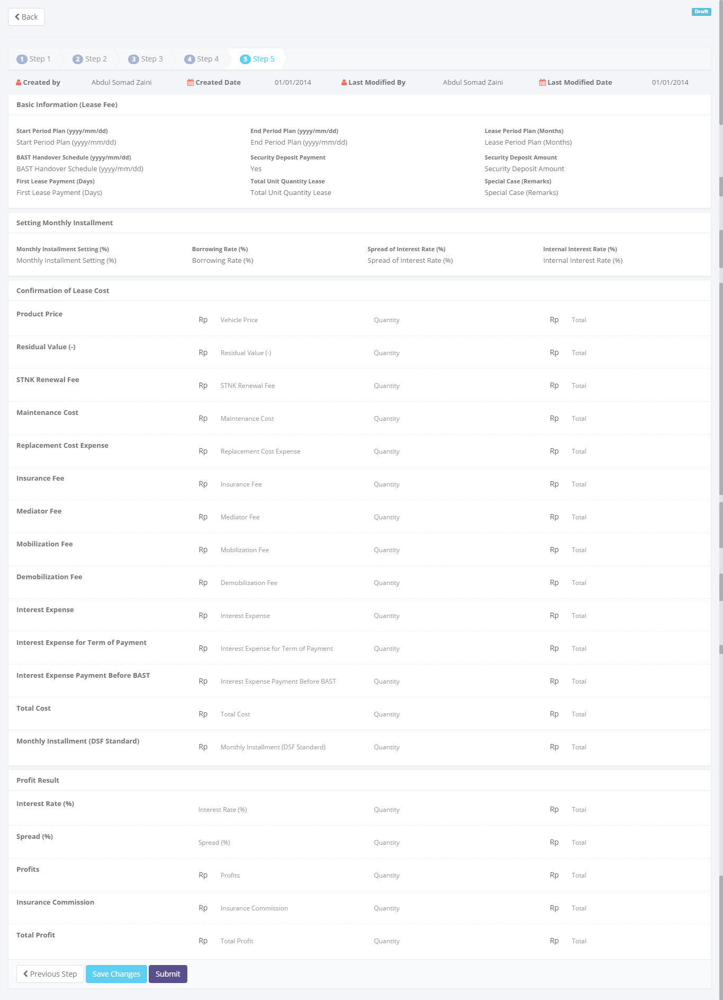 Back
Draft
1 Step 1 2 Step 2 3 Step 3 4 Step 4 5 Step 5
Created by Abdul Somad Zaini Created Date 01/01/2014 Last Modified By Abdul Somad Zaini Last Modified Date 01/01/2014
Basic Information (Lease Fee)
Start Period Plan (yyyy/mm/dd) End Period Plan (yyyy/mm/dd) Lease Period Plan (Months)
Start Period Plan (yyyy/mm/dd) End Period Plan (yyyy/mm/dd) Lease Period Plan (Months)
BAST Handover Schedule (yyyy/mm/dd) Security Deposit Payment Security Deposit Amount
BAST Handover Schedule (yyyy/mm/dd) Yes Security Deposit Amount
First Lease Payment (Days) Total Unit Quantity Lease Special Case (Remarks)
First Lease Payment (Days) Total Unit Quantity Lease Special Case (Remarks)
Setting Monthly Installment
Monthly Installment Setting (%) Borrowing Rate (%) Spread of Interest Rate (%) Internal Interest Rate (%)
Monthly Installment Setting (%) Borrowing Rate (%) Spread of Interest Rate (%) Internal Interest Rate (%)
Confirmation of Lease Cost
Product Price
Rp Vehicle Price Quantity Rp Total
Residual Value (-)
Rp Residual Value (-) Quantity Rp Total
STNK Renewal Fee
Rp STNK Renewal Fee Quantity Rp Total
Maintenance Cost
Rp Maintenance Cost Quantity Rp Total
Replacement Cost Expense
Rp Replacement Cost Expense Quantity Rp Total
Insurance Fee
Rp Insurance Fee Quantity Rp Total
Mediator Fee
Rp Mediator Fee Quantity Rp Total
Mobilization Fee
Rp Mobilization Fee Quantity Rp Total
Demobilization Fee
Rp Demobilization Fee Quantity Rp Total
Interest Expense
Rp Interest Expense Quantity Rp Total
Interest Expense for Term of Payment
Rp Interest Expense for Term of Payment Quantity Rp Total
Interest Expense Payment Before BAST
Rp Interest Expense Payment Before BAST Quantity Rp Total
Total Cost
Rp Total Cost Quantity Rp Total
Monthly Installment (DSF Standard)
Rp Monthly Installment (DSF Standard) Quantity Rp Total
Profit Result
Interest Rate (%)
Interest Rate (%) Quantity Rp Total
Spread (%)
Spread (%) Quantity Rp Total
Profits
Rp Profits Quantity Rp Total
Insurance Commission
Rp Insurance Commission Quantity Rp Total
Total Profit
Rp Total Profit Quantity Rp Total
Previous Step Save Changes Submit